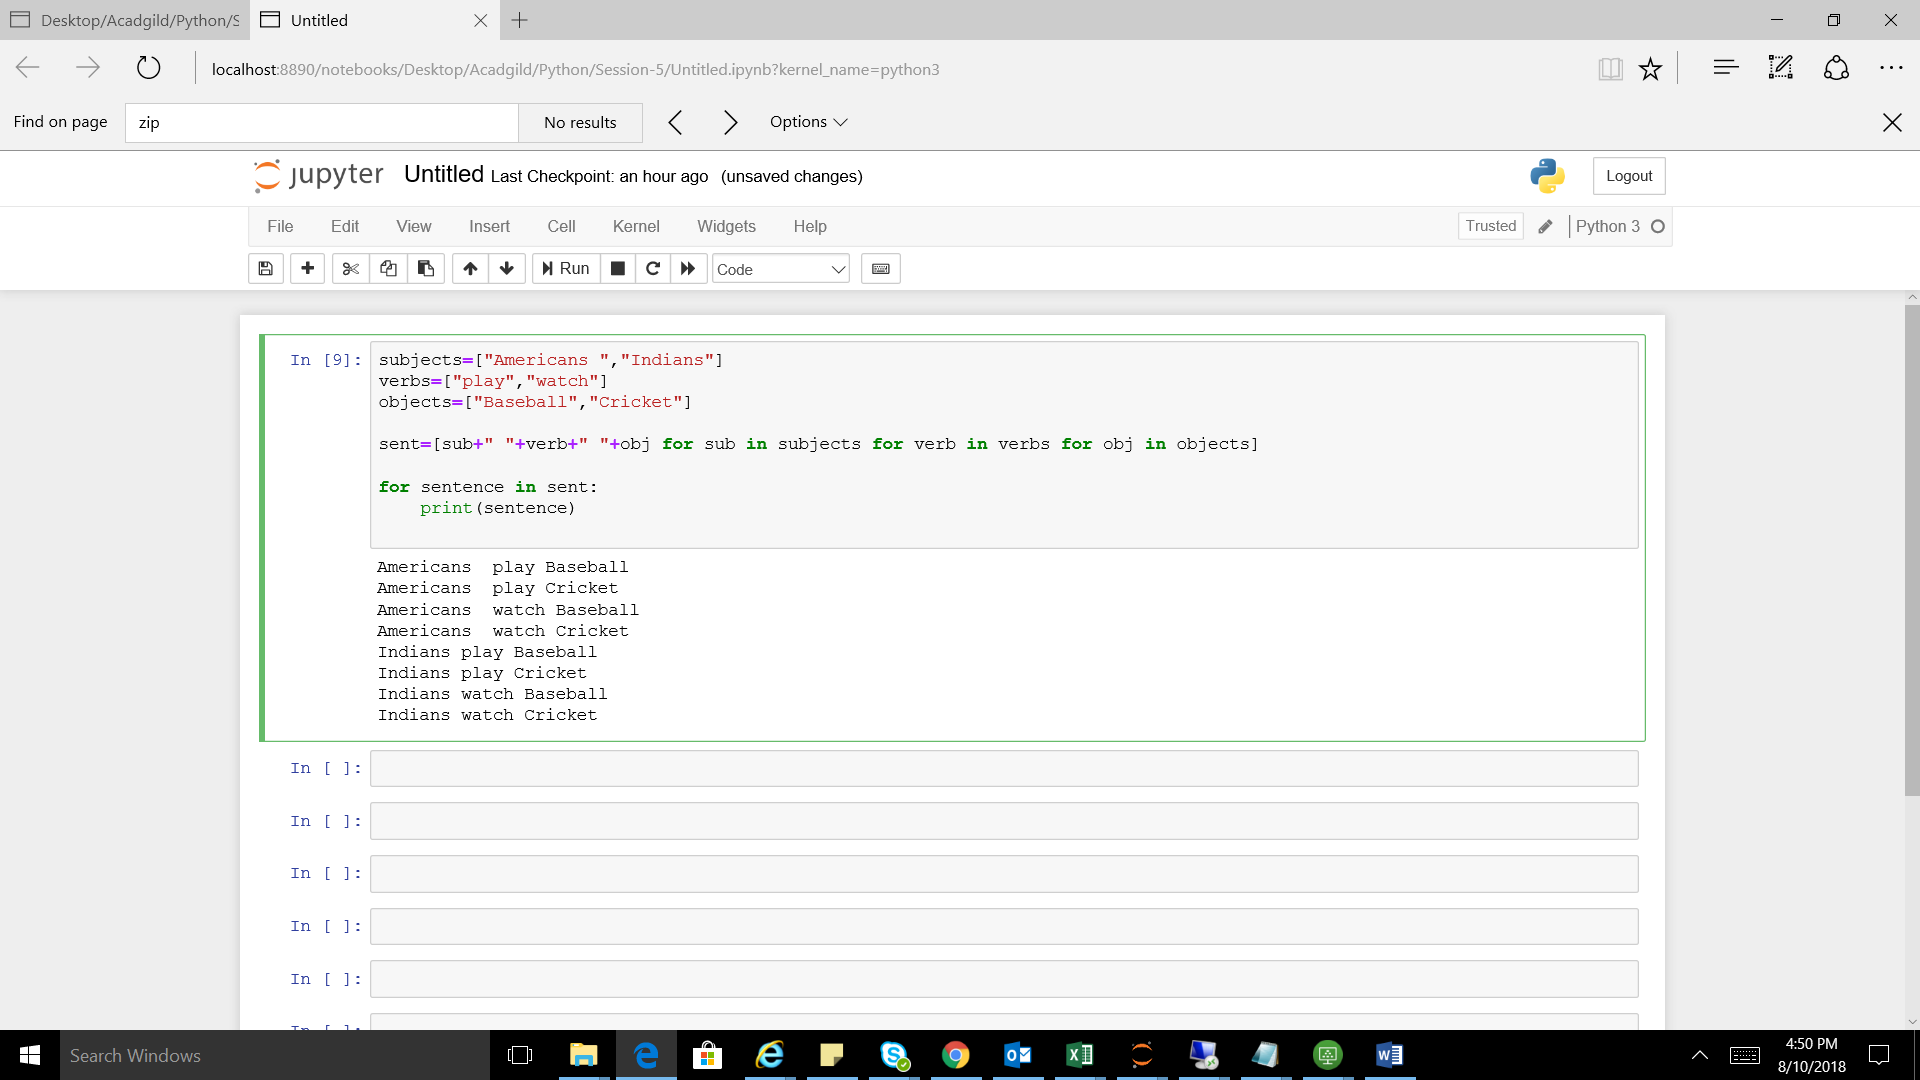 Desktop/Acadgild/Python/S
Untitled
localhost:8890/notebooks/Desktop/Acadgild/Python/Session-5/Untitled.ipynb?kernel_name=python3
Find on page
zip
No results
Options
jupyter Untitled Last Checkpoint: an hour ago (unsaved changes)
Logout
File Edit View Insert Cell Kernel Widgets Help
Trusted
Python 3
Run
Code
In [9]:
subjects=["Americans ","Indians"]
verbs=["play","watch"]
objects=["Baseball","Cricket"]
sent=[sub+" "+verb+" "+obj for sub in subjects for verb in verbs for obj in objects]
for sentence in sent:
    print(sentence)
Americans  play Baseball
Americans  play Cricket
Americans  watch Baseball
Americans  watch Cricket
Indians play Baseball
Indians play Cricket
Indians watch Baseball
Indians watch Cricket
In [ ]:
In [ ]:
In [ ]:
In [ ]:
In [ ]:
In [ ]:
Search Windows
4:50 PM
8/10/2018